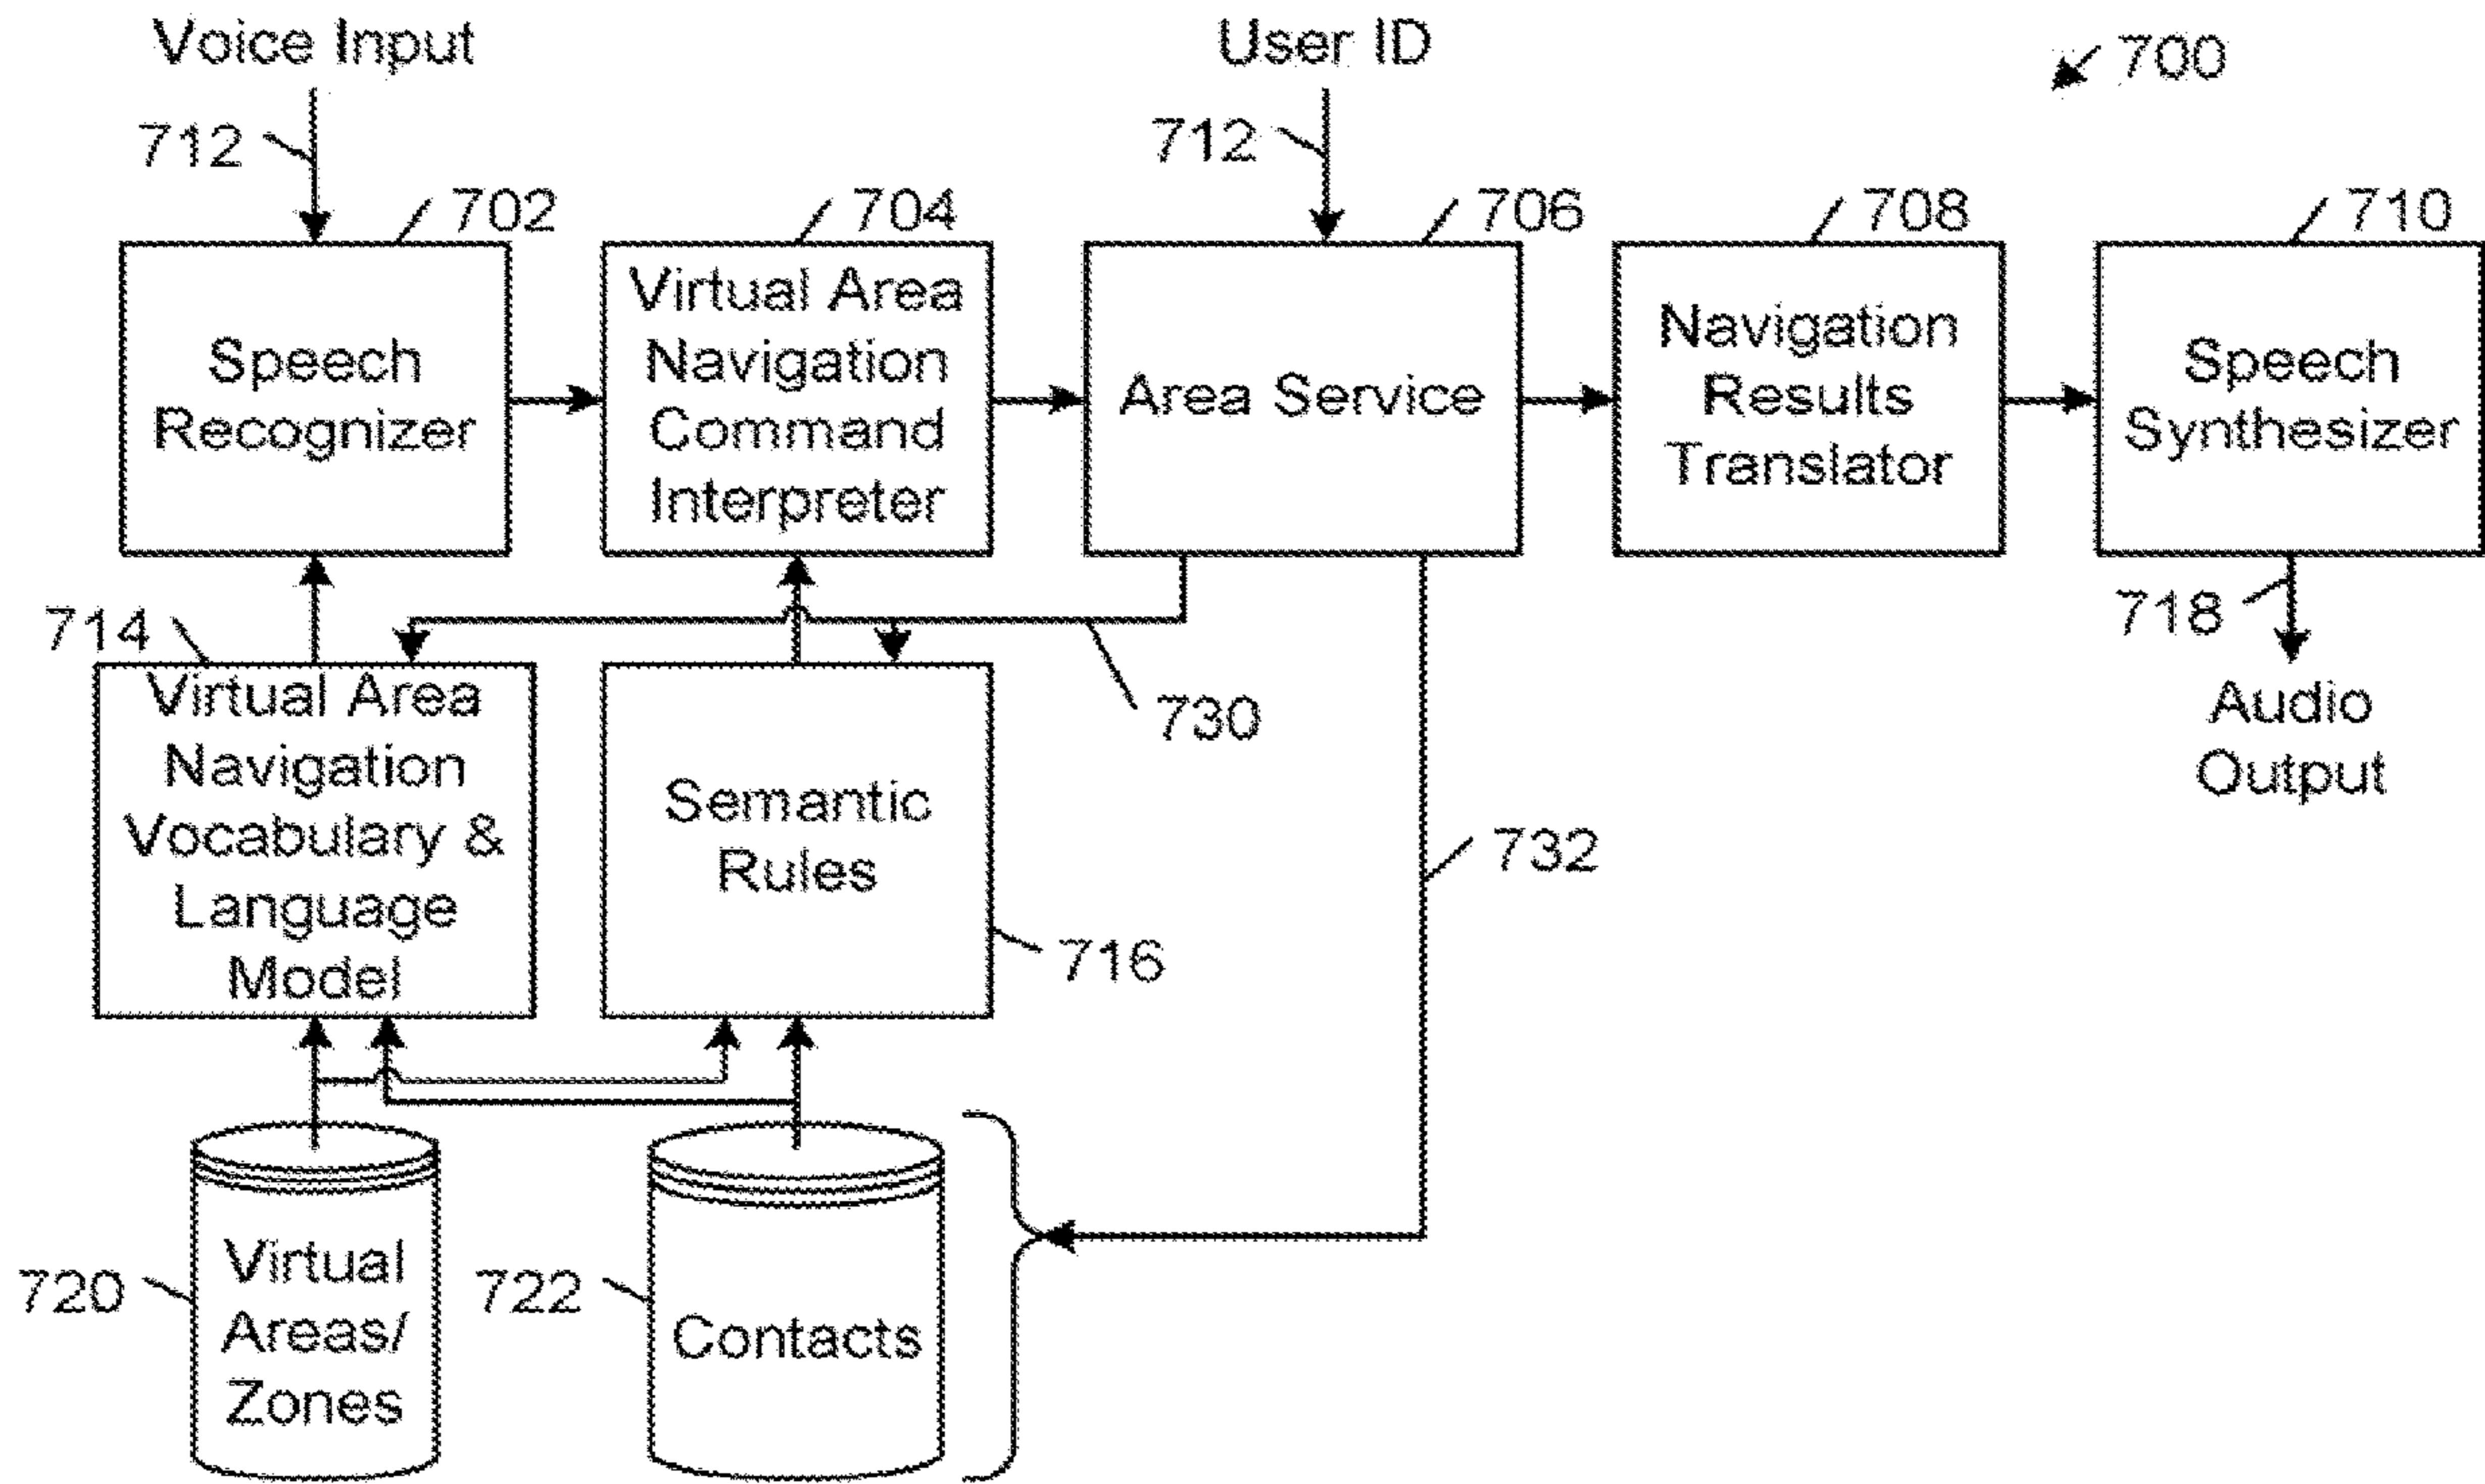 Voice Input
User ID
700
712
712
702
704
706
708
710
Speech
Recognizer
Virtual Area
Navigation
Command
Interpreter
Area Service
Navigation
Results
Translator
Speech
Synthesizer
714
730
718
Audio
Output
Virtual Area
Navigation
Vocabulary &
Language
Model
Semantic
Rules
716
732
720
Virtual
Areas/
Zones
722
Contacts